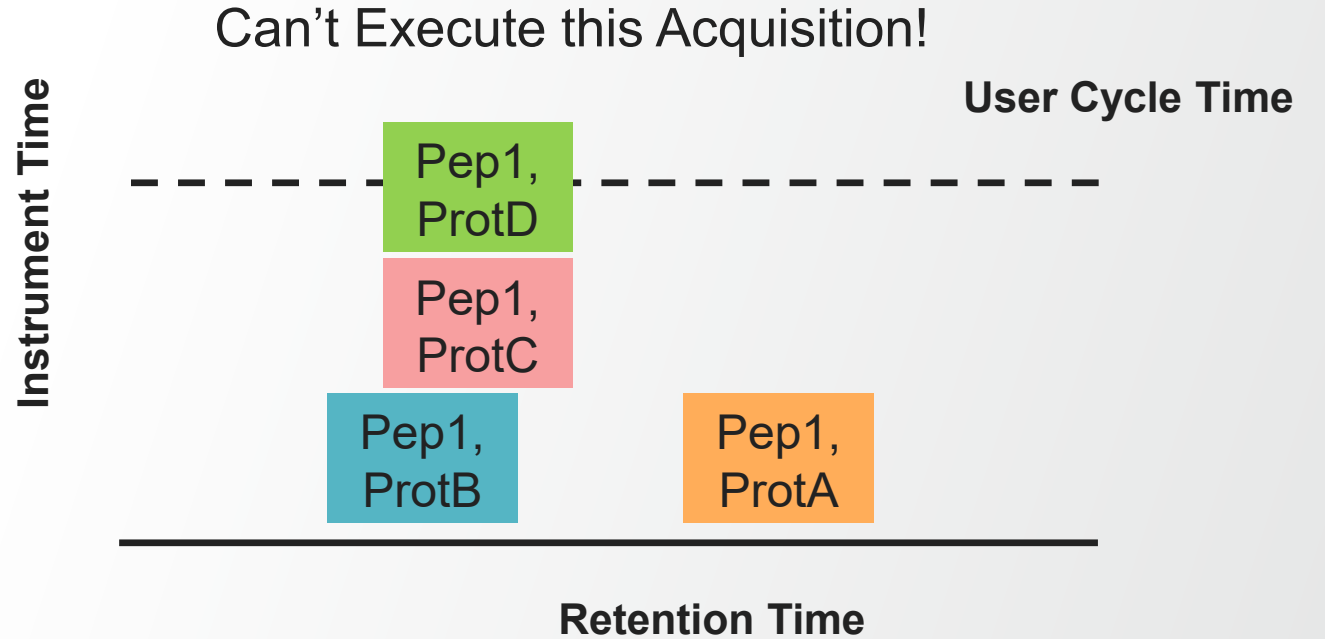 Can’t Execute this Acquisition!
User Cycle Time
Instrument Time
Pep1,
ProtD
Pep1,
ProtC
Pep1,
ProtB
Pep1,
ProtA
Retention Time